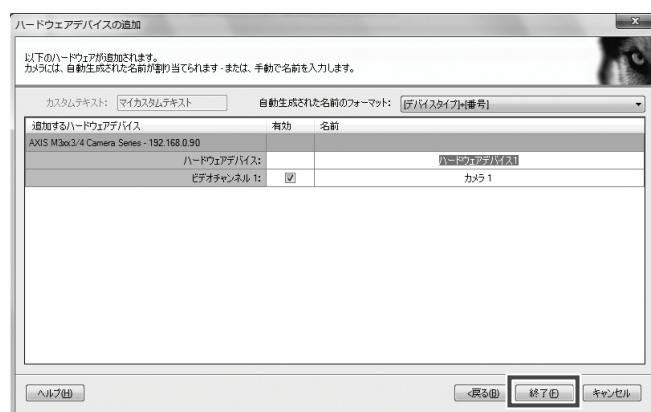 ハードウェアデバイスの追加
以下のハードウェアが追加されます。
カメラには、自動生成された名前が割り当てられます - または、手動で名前を入力します。
カスタムテキスト: マイカスタムテキスト 自動生成された名前のフォーマット: [デバイスタイプ]+[番号]
追加するハードウェアデバイス 有効 名前
AXIS M3xx3/4 Camera Series - 192.168.0.90
ハードウェアデバイス: ハードウェアデバイス1
ビデオチャンネル 1: カメラ 1
ヘルプ(H) <戻る(B) 終了(F) キャンセル